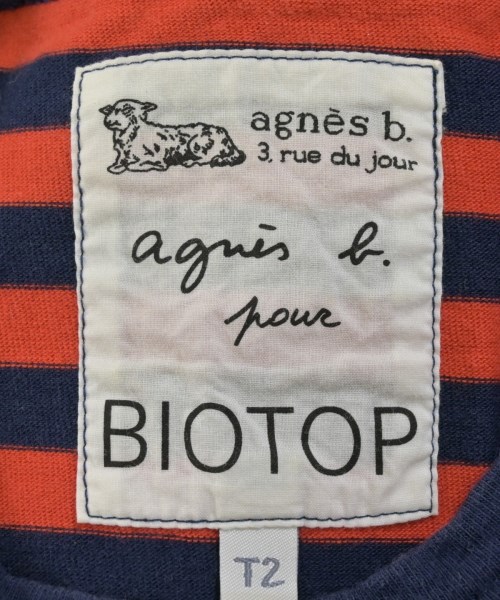 agnès b.
3, rue du jour
agnès b.
pour
BIOTOP
T2